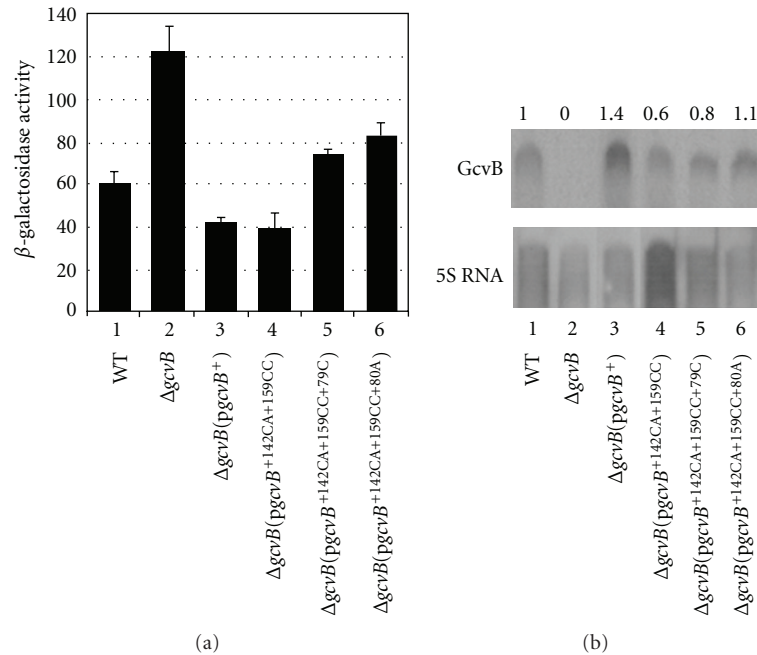 140
120
100
80
60
40
20
0
β-galactosidase activity
1 2 3 4 5 6
WT
ΔgcvB
ΔgcvB(pgcvB⁺)
ΔgcvB(pgcvB⁺¹⁴²ᶜᴬ⁺¹⁵⁹ᶜᶜ)
ΔgcvB(pgcvB⁺¹⁴²ᶜᴬ⁺¹⁵⁹ᶜᶜ⁺⁷⁹ᶜ)
ΔgcvB(pgcvB⁺¹⁴²ᶜᴬ⁺¹⁵⁹ᶜᶜ⁺⁸⁰ᴬ)
(a)
1 0 1.4 0.6 0.8 1.1
GcvB
5S RNA
1 2 3 4 5 6
WT
ΔgcvB
ΔgcvB(pgcvB⁺)
ΔgcvB(pgcvB⁺¹⁴²ᶜᴬ⁺¹⁵⁹ᶜᶜ)
ΔgcvB(pgcvB⁺¹⁴²ᶜᴬ⁺¹⁵⁹ᶜᶜ⁺⁷⁹ᶜ)
ΔgcvB(pgcvB⁺¹⁴²ᶜᴬ⁺¹⁵⁹ᶜᶜ⁺⁸⁰ᴬ)
(b)